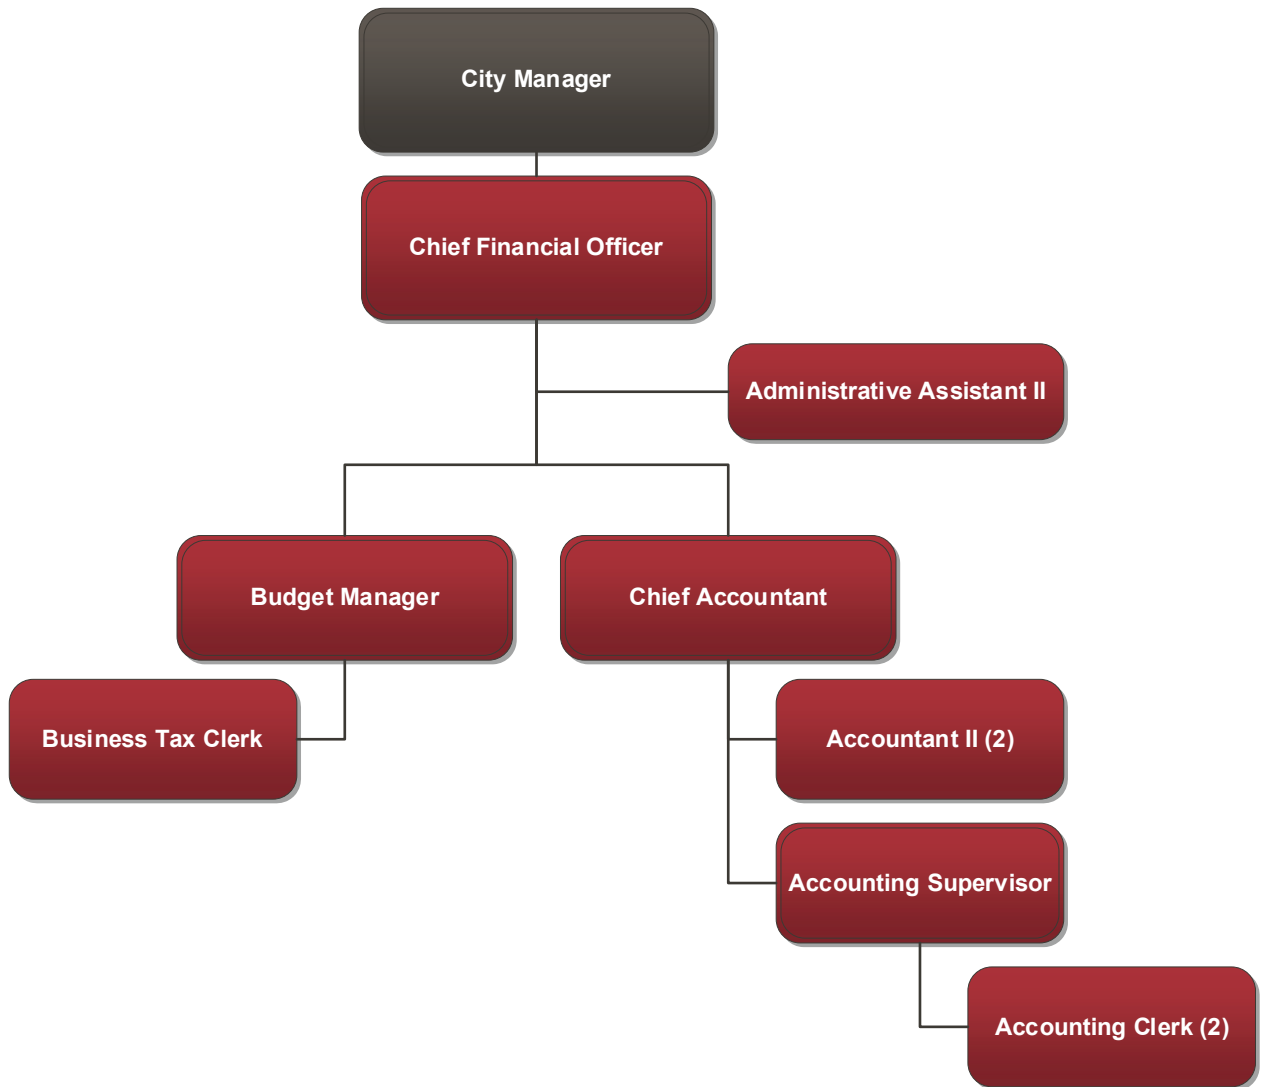 City Manager
Chief Financial Officer
Administrative Assistant II
Budget Manager
Chief Accountant
Business Tax Clerk
Accountant II (2)
Accounting Supervisor
Accounting Clerk (2)